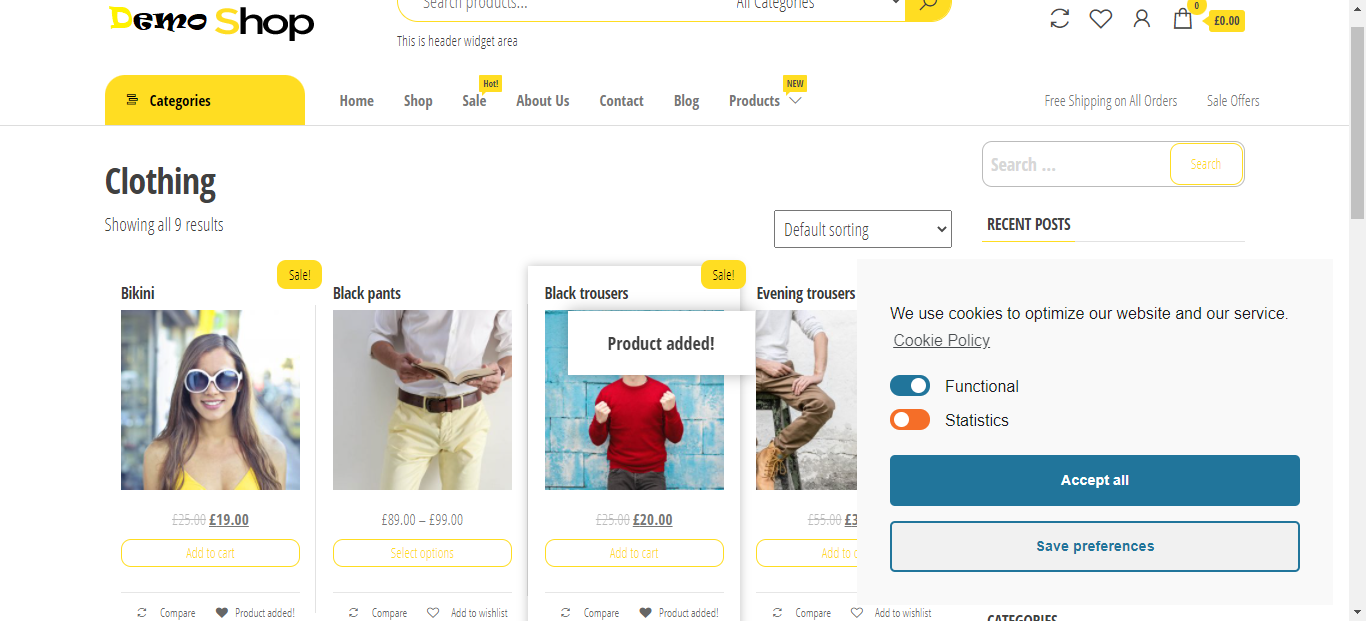 Demo Shop
Search products...
All Categories
0
£0.00
This is header widget area
Categories
Home
Shop
Sale
Hot!
About Us
Contact
Blog
Products
NEW
Free Shipping on All Orders
Sale Offers
Clothing
Showing all 9 results
Default sorting
Search ...
Search
RECENT POSTS
Bikini
Sale!
£25.00 £19.00
Add to cart
Compare
Product added!
Black pants
£89.00 – £99.00
Select options
Compare
Add to wishlist
Black trousers
Sale!
Product added!
£25.00 £20.00
Add to cart
Compare
Product added!
Evening trousers
£55.00
Add to
Compare
Add to wishlist
We use cookies to optimize our website and our service.
Cookie Policy
Functional
Statistics
Accept all
Save preferences
CATEGORIES